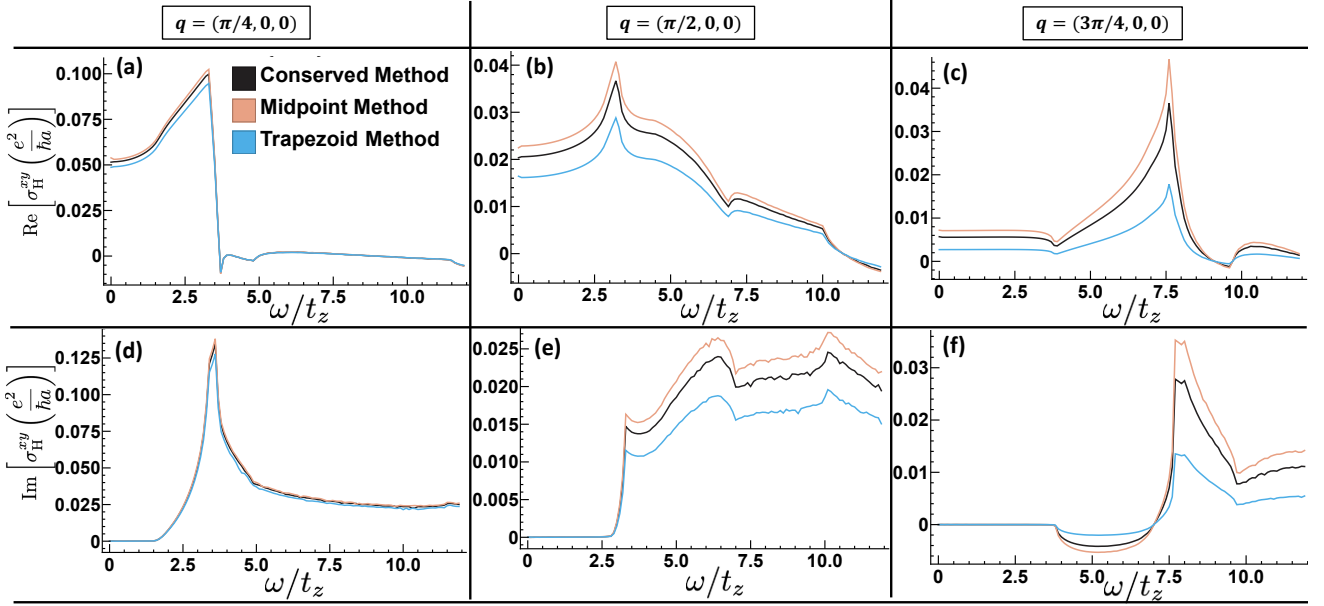 q = (π/4, 0, 0)
q = (π/2, 0, 0)
q = (3π/4, 0, 0)
(a)
Conserved Method
Midpoint Method
Trapezoid Method
Re [σ_H^{xy} (e²/ħa)]
0.100
0.075
0.050
0.025
0
0 2.5 5.0 7.5 10.0
ω/t_z
(b)
0.04
0.03
0.02
0.01
0
0 2.5 5.0 7.5 10.0
ω/t_z
(c)
0.04
0.03
0.02
0.01
0
0 2.5 5.0 7.5 10.0
ω/t_z
(d)
Im [σ_H^{xy} (e²/ħa)]
0.125
0.100
0.075
0.050
0.025
0
0 2.5 5.0 7.5 10.0
ω/t_z
(e)
0.025
0.020
0.015
0.010
0.005
0
0 2.5 5.0 7.5 10.0
ω/t_z
(f)
0.03
0.02
0.01
0
0 2.5 5.0 7.5 10.0
ω/t_z